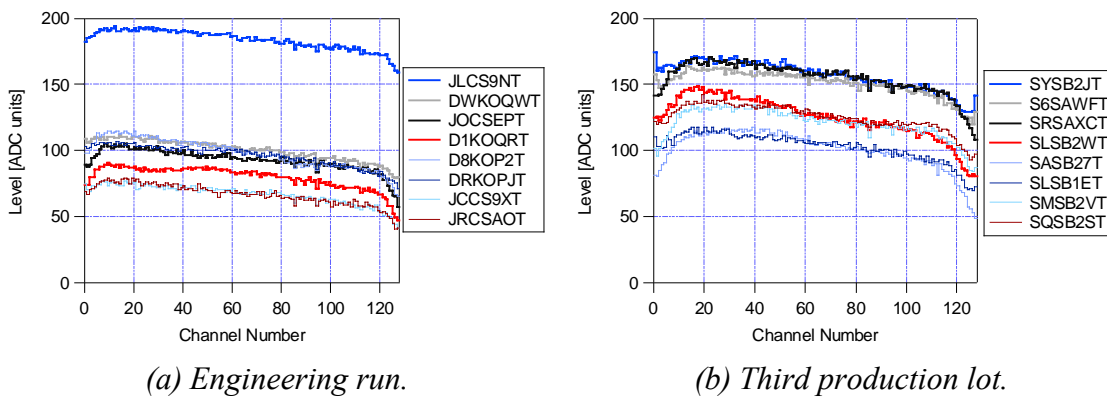 200
150
100
50
0
Level [ADC units]
0 20 40 60 80 100 120
Channel Number
JLCS9NT
DWKOQWT
JOCSEPT
D1KOQRT
D8KOP2T
DRKOPJT
JCCS9XT
JRCSAOT
(a) Engineering run.
200
150
100
50
0
Level [ADC units]
0 20 40 60 80 100 120
Channel Number
SYSB2JT
S6SAWFT
SRSAXCT
SLSB2WT
SASB27T
SLSB1ET
SMSB2VT
SQSB2ST
(b) Third production lot.